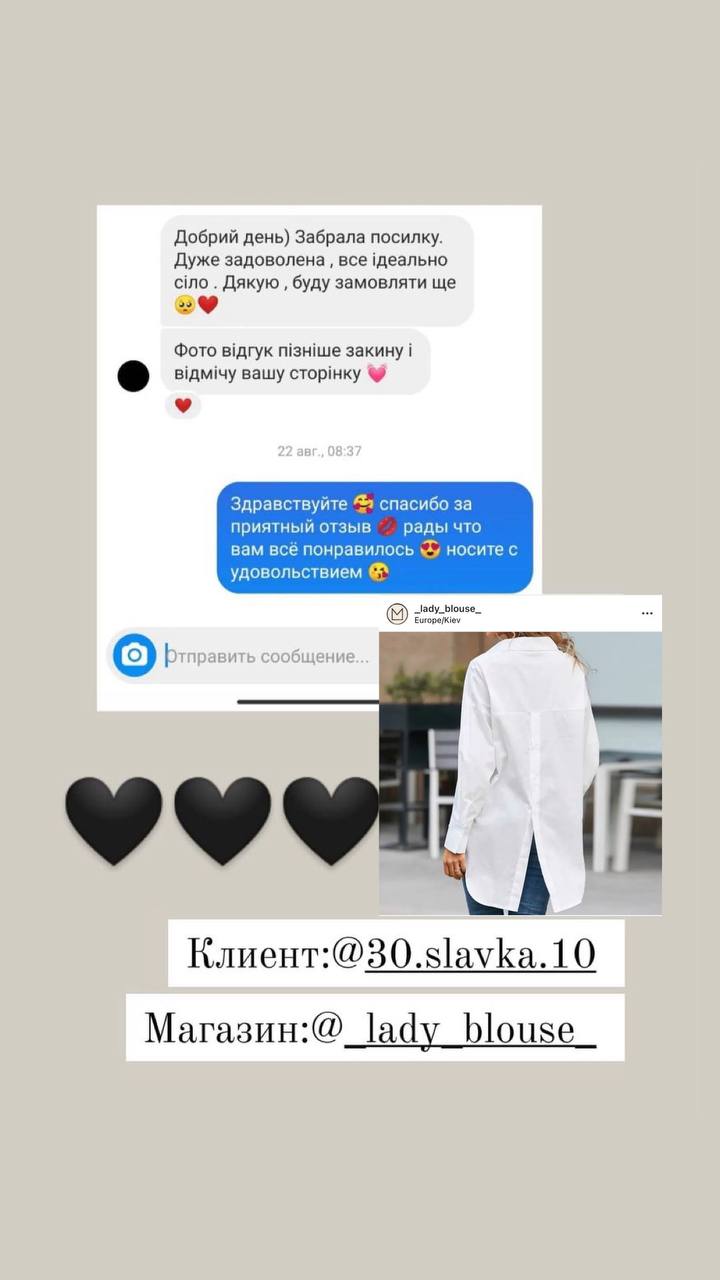 Добрий день) Забрала посилку.
Дуже задоволена , все ідеально
сіло . Дякую , буду замовляти ще
🥺❤️
Фото відгук пізніше закину і
відмічу вашу сторінку 💓
❤️
22 авг., 08:37
Здравствуйте 🥰 спасибо за
приятный отзыв 💋 рады что
вам всё понравилось 😍 носите с
удовольствием 😘
Отправить сообщение...
_lady_blouse_
Europe/Kiev
🖤🖤🖤
Клиент:@30.slavka.10
Магазин:@_lady_blouse_